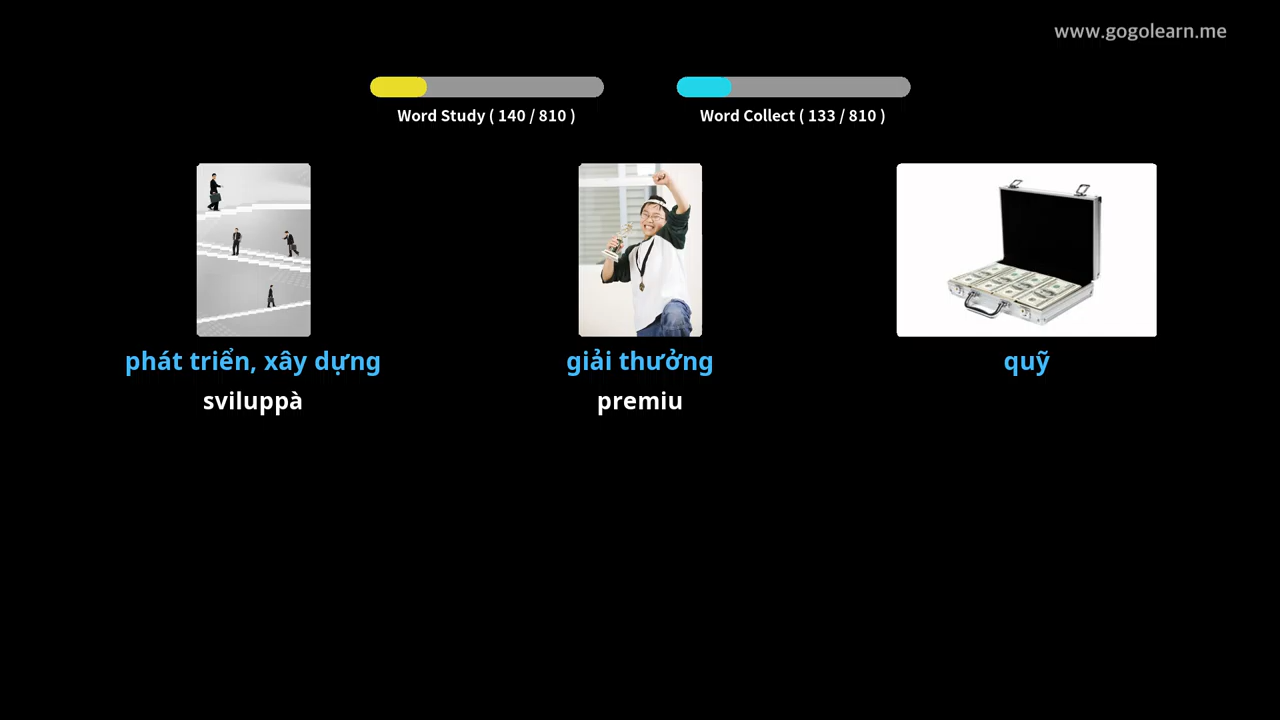 www.gogolearn.me
Word Study ( 140 / 810 )
Word Collect ( 133 / 810 )
phát triển, xây dựng
sviluppà
giải thưởng
premiu
quỹ